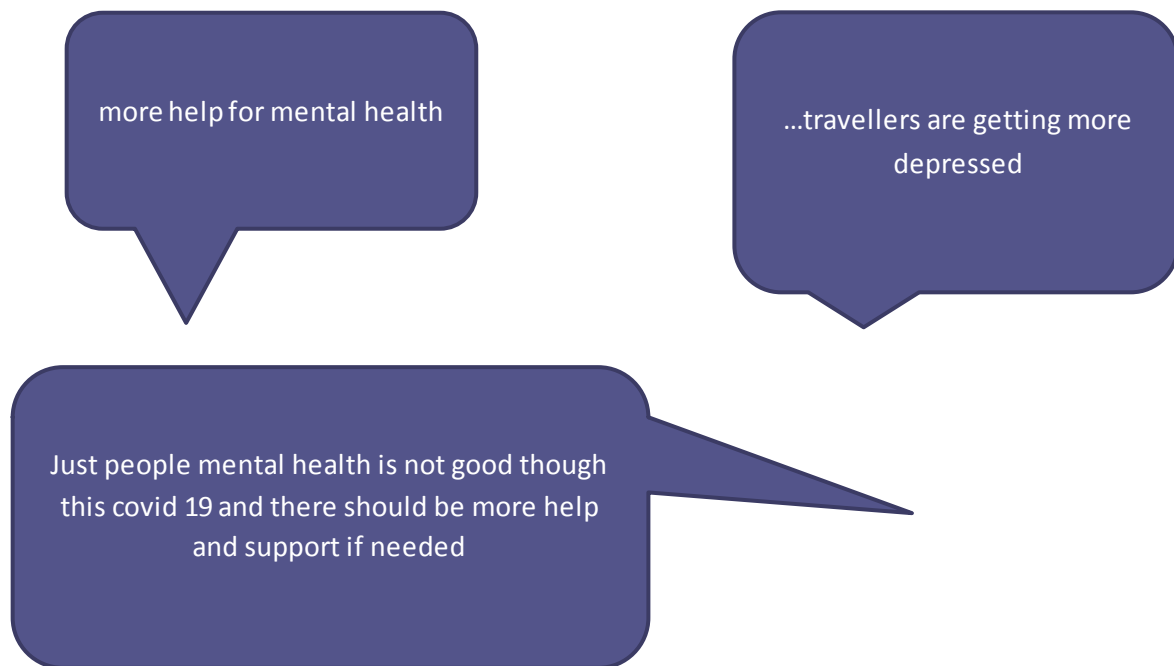 more help for mental health
...travellers are getting more
depressed
Just people mental health is not good though
this covid 19 and there should be more help
and support if needed